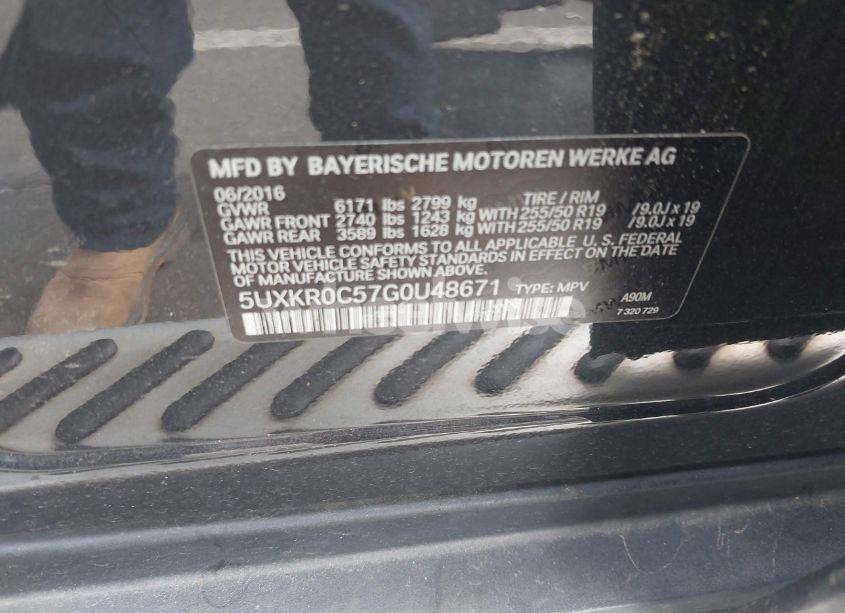 MFD BY BAYERISCHE MOTOREN WERKE AG
06/2016 TIRE / RIM
GVWR 6171 lbs 2799 kg
GAWR FRONT 2740 lbs 1243 kg WITH 255/50 R19 /9.0J x 19
GAWR REAR 3589 lbs 1628 kg WITH 255/50 R19 /9.0J x 19
THIS VEHICLE CONFORMS TO ALL APPLICABLE U. S. FEDERAL
MOTOR VEHICLE SAFETY STANDARDS IN EFFECT ON THE DATE
OF MANUFACTURE SHOWN ABOVE.
5UXKR0C57G0U48671 TYPE: MPV A90M
7 320 729